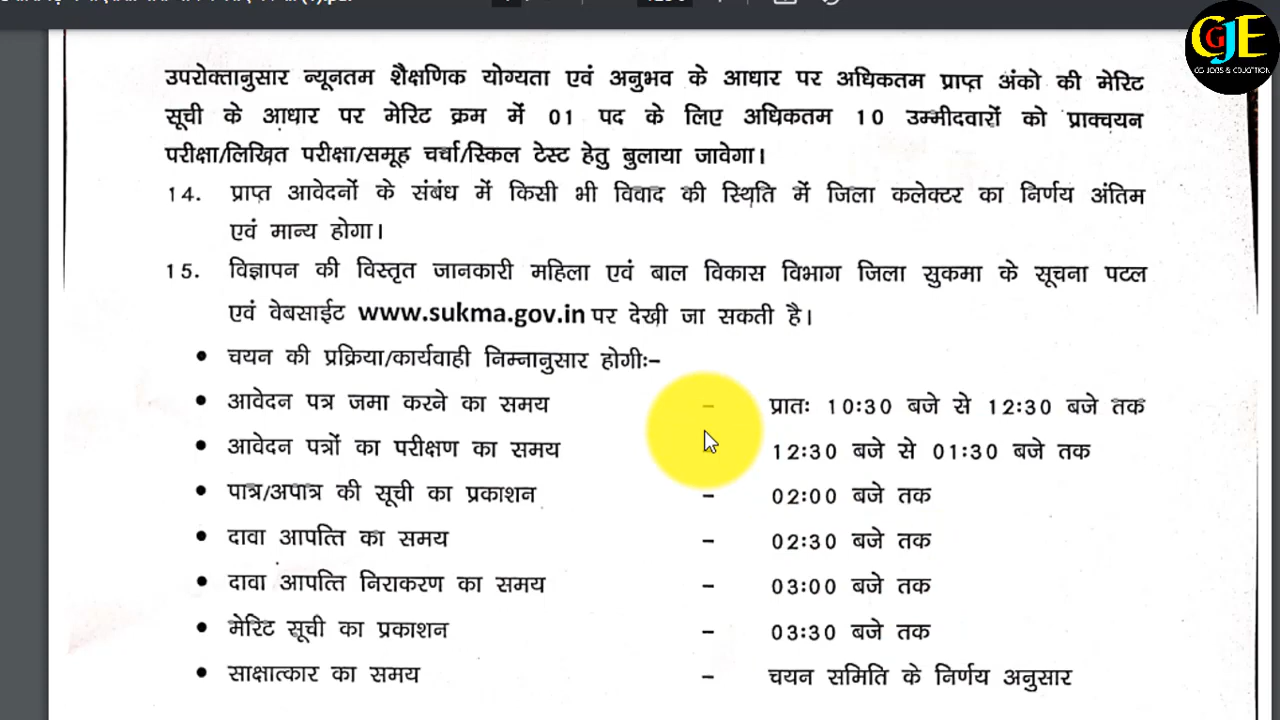 उपरोक्तानुसार न्यूनतम शैक्षणिक योग्यता एवं अनुभव के आधार पर अधिकतम प्राप्त अंको की मेरिट
सूची के आधार पर मेरिट क्रम में 01 पद के लिए अधिकतम 10 उम्मीदवारों को प्राक्चयन
परीक्षा/लिखित परीक्षा/समूह चर्चा/स्किल टेस्ट हेतु बुलाया जावेगा।
14. प्राप्त आवेदनों के संबंध में किसी भी विवाद की स्थिति में जिला कलेक्टर का निर्णय अंतिम
एवं मान्य होगा।
15. विज्ञापन की विस्तृत जानकारी महिला एवं बाल विकास विभाग जिला सुकमा के सूचना पटल
एवं वेबसाईट www.sukma.gov.in पर देखी जा सकती है।
• चयन की प्रक्रिया/कार्यवाही निम्नानुसार होगीः–
• आवेदन पत्र जमा करने का समय – प्रातः 10:30 बजे से 12:30 बजे तक
• आवेदन पत्रों का परीक्षण का समय 12:30 बजे से 01:30 बजे तक
• पात्र/अपात्र की सूची का प्रकाशन – 02:00 बजे तक
• दावा आपत्ति का समय – 02:30 बजे तक
• दावा आपत्ति निराकरण का समय – 03:00 बजे तक
• मेरिट सूची का प्रकाशन – 03:30 बजे तक
• साक्षात्कार का समय – चयन समिति के निर्णय अनुसार
CGJE
CG JOBS & EDUCTION